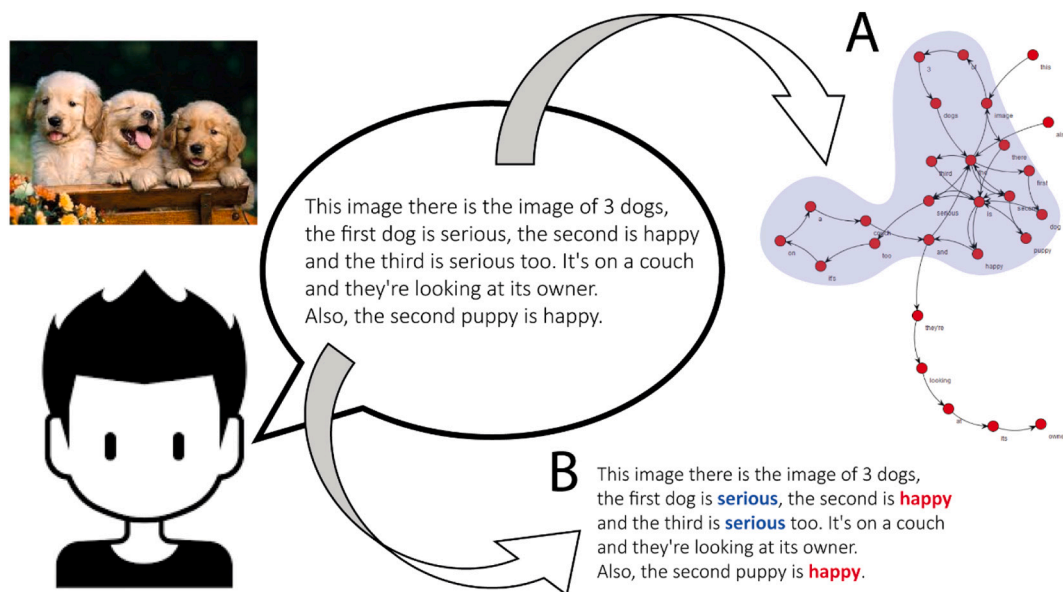 A
3
of
this
dogs
image
also
third
the
there
first
serious
is
second
dog
a
couch
and
puppy
on
too
happy
it's
they're
looking
at
its
owner
This image there is the image of 3 dogs,
the first dog is serious, the second is happy
and the third is serious too. It's on a couch
and they're looking at its owner.
Also, the second puppy is happy.
B
This image there is the image of 3 dogs,
the first dog is serious, the second is happy
and the third is serious too. It's on a couch
and they're looking at its owner.
Also, the second puppy is happy.